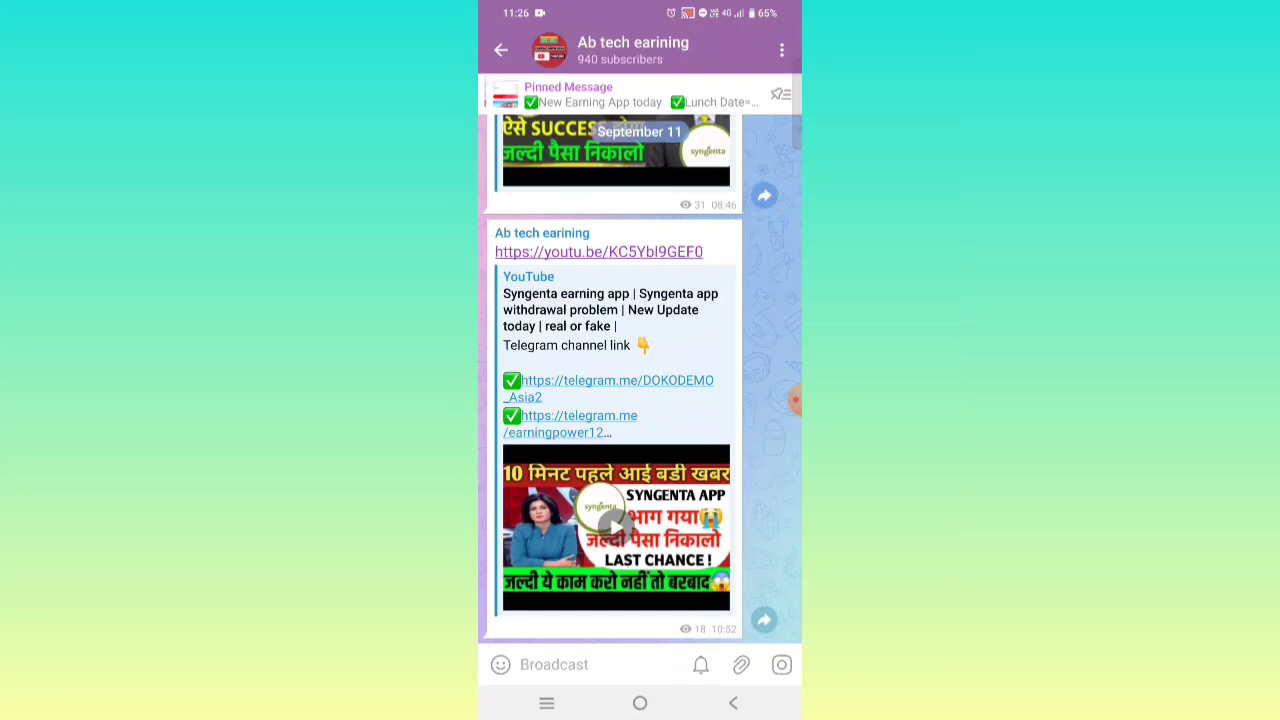 11:26
4G
65%
Ab tech earining
940 subscribers
Pinned Message
✅New Earning App today ✅Lunch Date=...
ऐसे SUCCESS होगा
September 11
जल्दी पैसा निकालो
syngenta
31 08:46
Ab tech earining
https://youtu.be/KC5YbI9GEF0
YouTube
Syngenta earning app | Syngenta app
withdrawal problem | New Update
today | real or fake |
Telegram channel link 👇
✅https://telegram.me/DOKODEMO
_Asia2
✅https://telegram.me
/earningpower12...
10 मिनट पहले आई बडी खबर
SYNGENTA APP
syngenta
भाग गया😭
जल्दी पैसा निकालो
LAST CHANCE !
जल्दी ये काम करो नहीं तो बरबाद😱
18 10:52
Broadcast